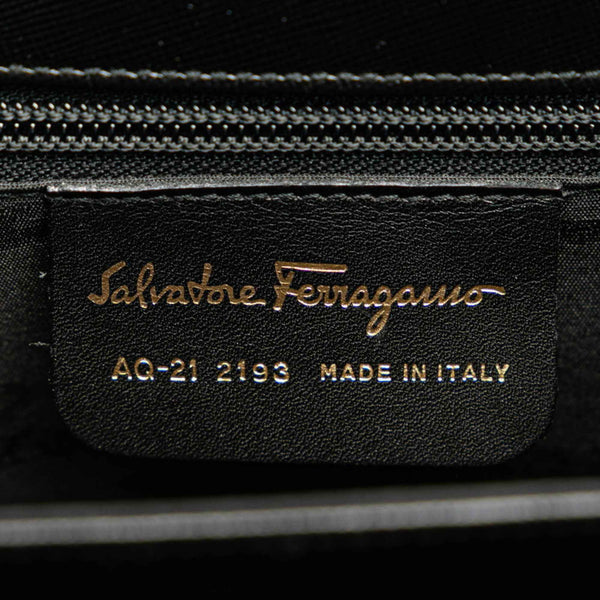 Salvatore Ferragamo
AQ-21 2193 MADE IN ITALY